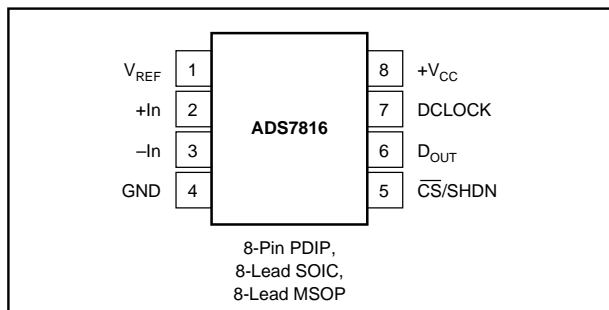 V_REF 1 8 +V_CC
+In 2 ADS7816 7 DCLOCK
–In 3 6 D_OUT
GND 4 5 C̅S̅/SHDN
8-Pin PDIP,
8-Lead SOIC,
8-Lead MSOP